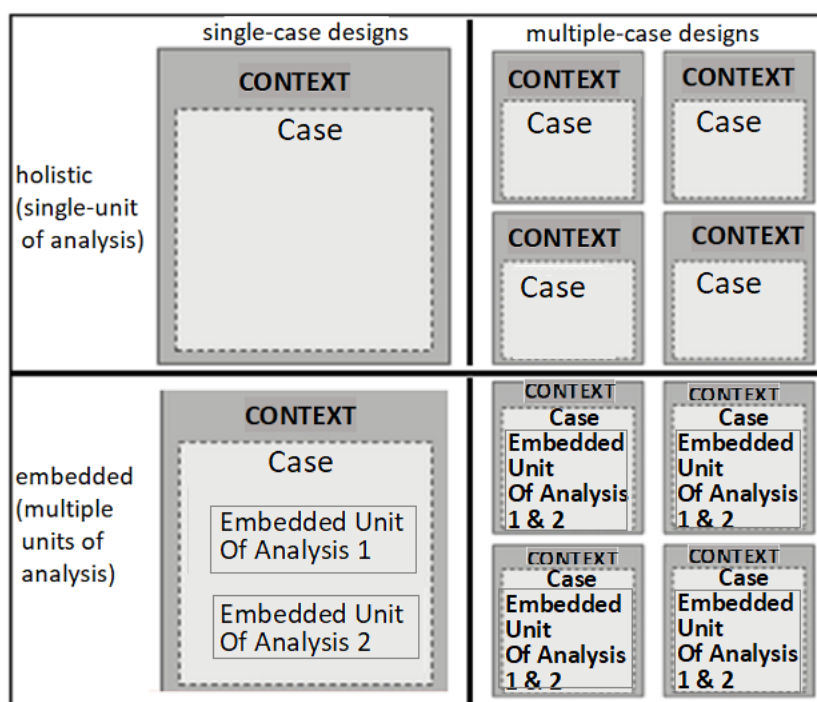 single-case designs
multiple-case designs
holistic
(single-unit
of analysis)
CONTEXT
Case
CONTEXT
Case
CONTEXT
Case
CONTEXT
Case
CONTEXT
Case
embedded
(multiple
units of
analysis)
CONTEXT
Case
Embedded Unit
Of Analysis 1
Embedded Unit
Of Analysis 2
CONTEXT
Case
Embedded
Unit
Of Analysis
1 & 2
CONTEXT
Case
Embedded
Unit
Of Analysis
1 & 2
CONTEXT
Case
Embedded
Unit
Of Analysis
1 & 2
CONTEXT
Case
Embedded
Unit
Of Analysis
1 & 2